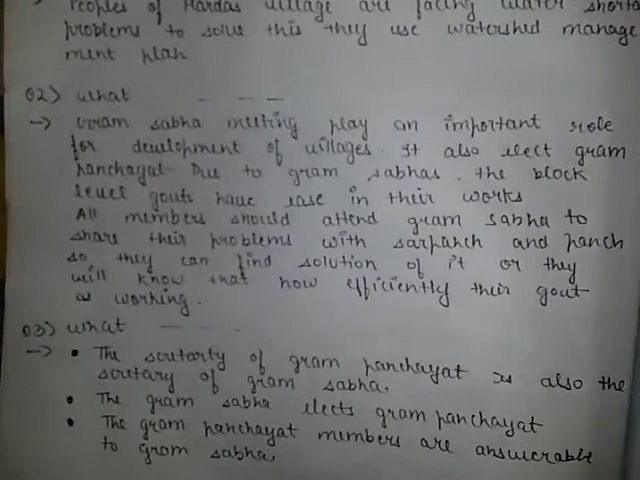 Peoples of Hardas village are facing water shorta
problems to solve this they use watershed manage
ment plan
02) what _ _ _
-> Gram sabha meeting play an important role
for development of villages. It also elect gram
panchayat. Due to gram sabhas, the block
level govts have ease in their works
All members should attend gram sabha to
share their problems with sarpanch and panch
so they can find solution of it or they
will know that how efficiently their govt
is working.
03) what _ _ _
-> • The scrutarty of gram panchayat is also the
scrutary of gram sabha.
• The gram sabha elects gram panchayat
• The gram panchayat members are answerable
to gram sabha.